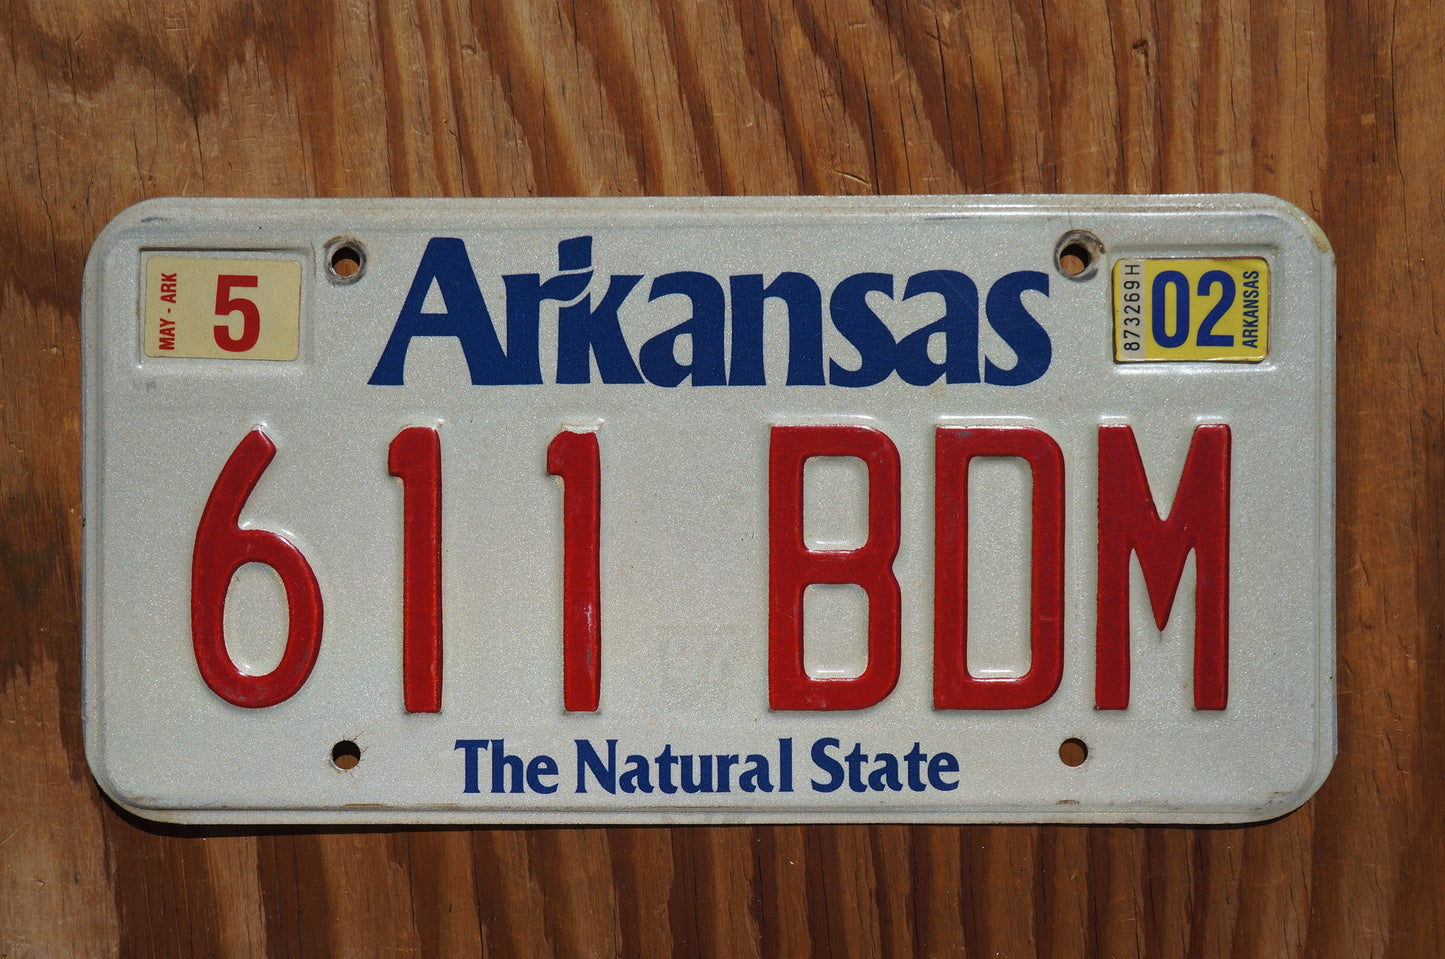 MAY - ARK
5
Arkansas
873269H
02
ARKANSAS
611 BDM
The Natural State